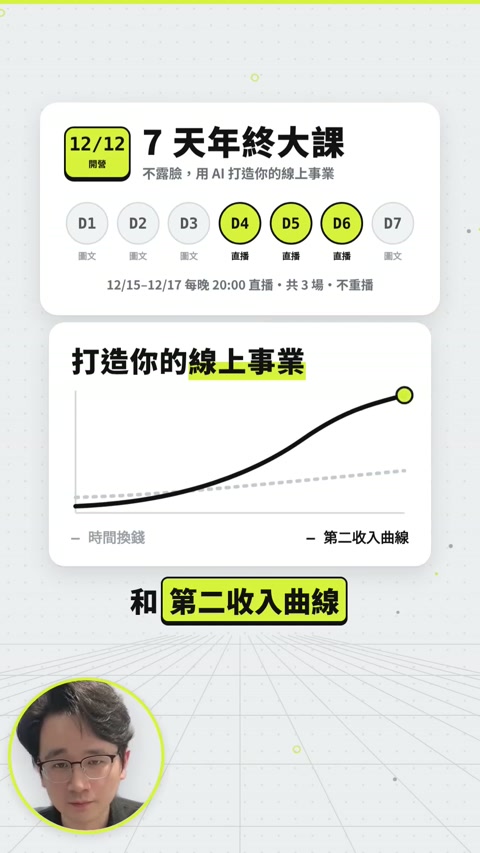 12/12
開營
7 天年終大課
不露臉，用 AI 打造你的線上事業
D1 D2 D3 D4 D5 D6 D7
圖文 圖文 圖文 直播 直播 直播 圖文
12/15–12/17 每晚 20:00 直播・共 3 場・不重播
打造你的線上事業
– 時間換錢 – 第二收入曲線
和 第二收入曲線